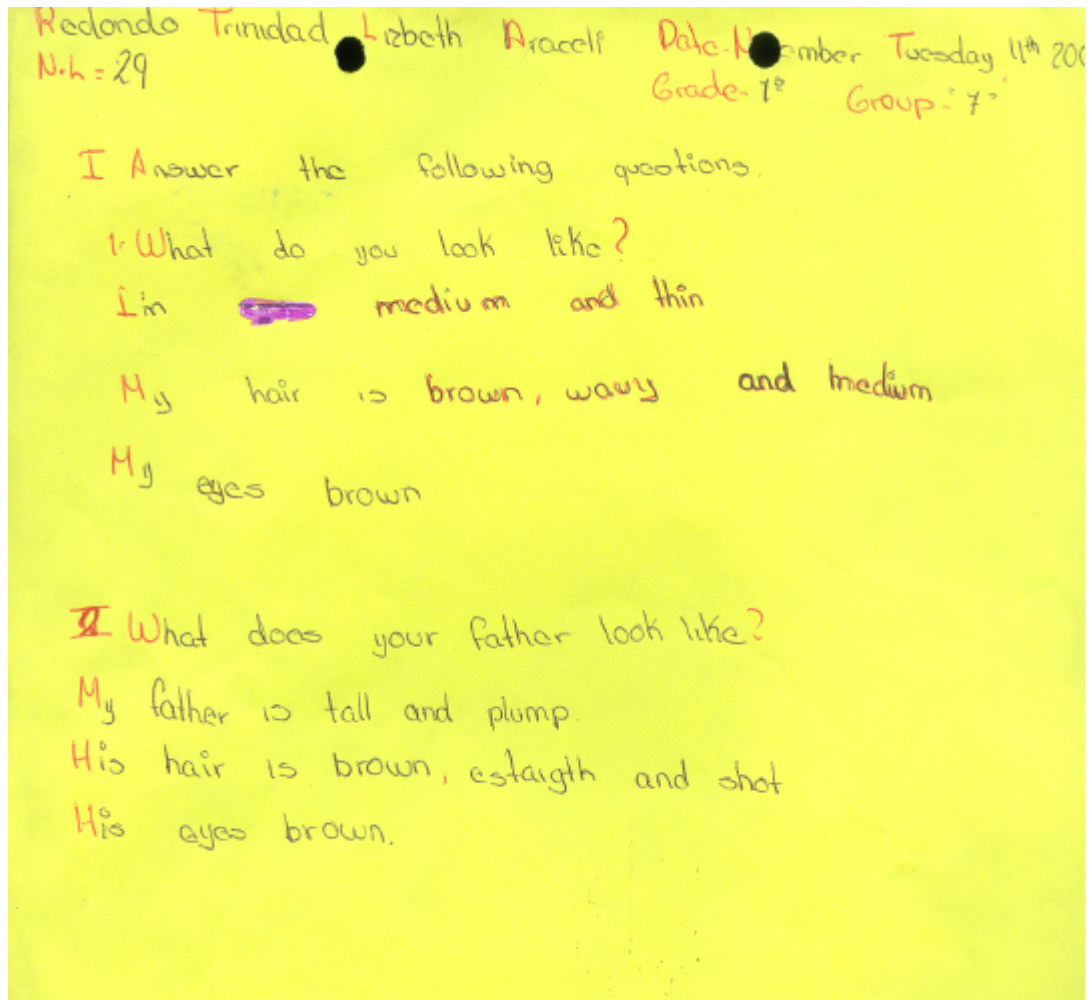 Redondo Trinidad Lizbeth Araceli Date-November Tuesday 11th 200
N.L = 29 Grade- 1° Group-"7"
I Answer the following questions.
1- What do you look like?
I'm medium and thin
My hair is brown, wavy and medium
My eyes brown
II What does your father look like?
My father is tall and plump.
His hair is brown, estaigth and shot
His eyes brown.